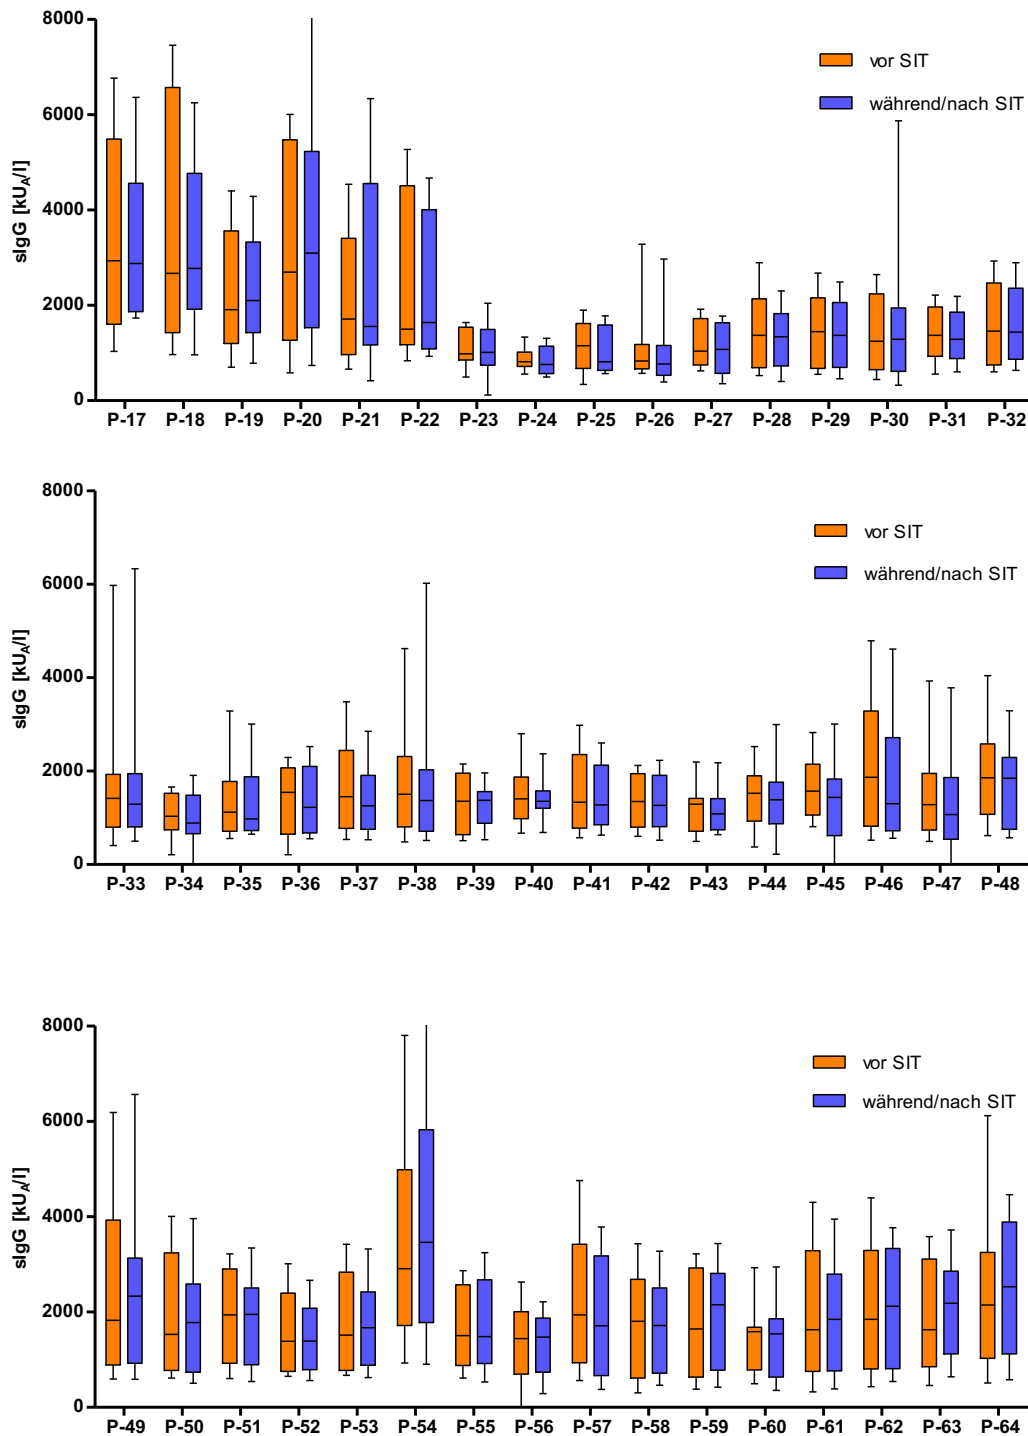 8000
6000
4000
2000
0
sIgG [kU_A/l]
vor SIT
während/nach SIT
P-17 P-18 P-19 P-20 P-21 P-22 P-23 P-24 P-25 P-26 P-27 P-28 P-29 P-30 P-31 P-32
8000
6000
4000
2000
0
sIgG [kU_A/l]
vor SIT
während/nach SIT
P-33 P-34 P-35 P-36 P-37 P-38 P-39 P-40 P-41 P-42 P-43 P-44 P-45 P-46 P-47 P-48
8000
6000
4000
2000
0
sIgG [kU_A/l]
vor SIT
während/nach SIT
P-49 P-50 P-51 P-52 P-53 P-54 P-55 P-56 P-57 P-58 P-59 P-60 P-61 P-62 P-63 P-64